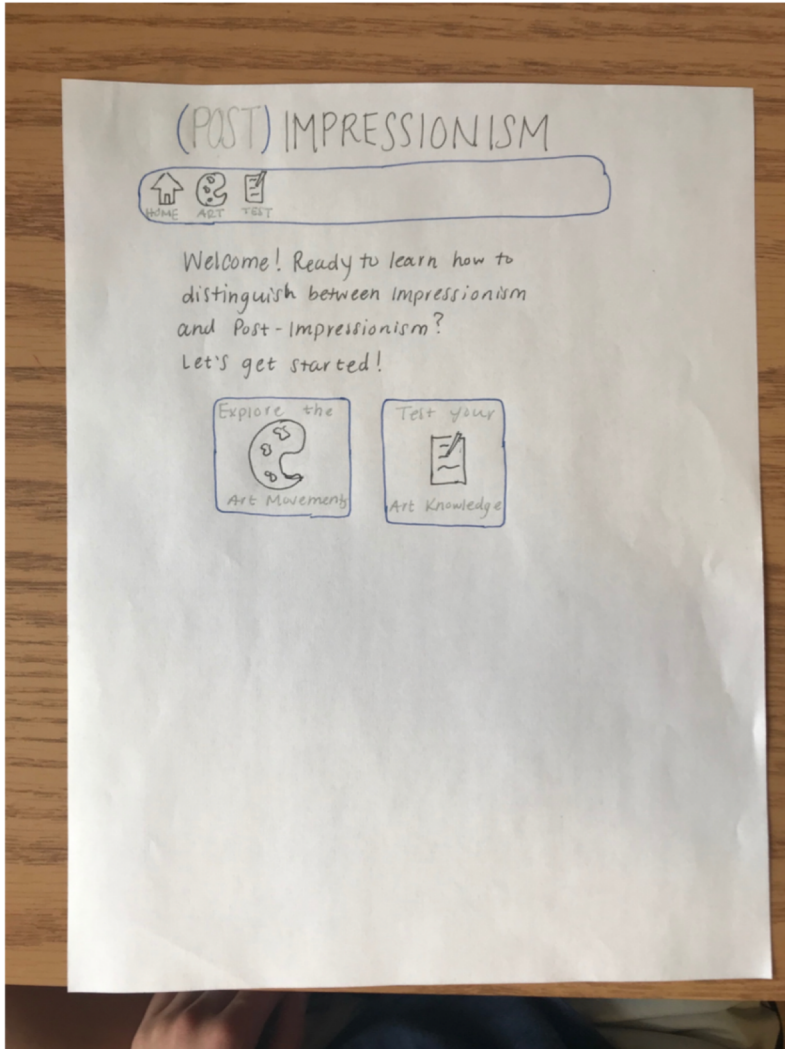 (POST) IMPRESSIONISM
HOME ART TEST
Welcome! Ready to learn how to
distinguish between Impressionism
and Post-Impressionism?
Let's get started!
Explore the
Art Movements
Test your
Art Knowledge